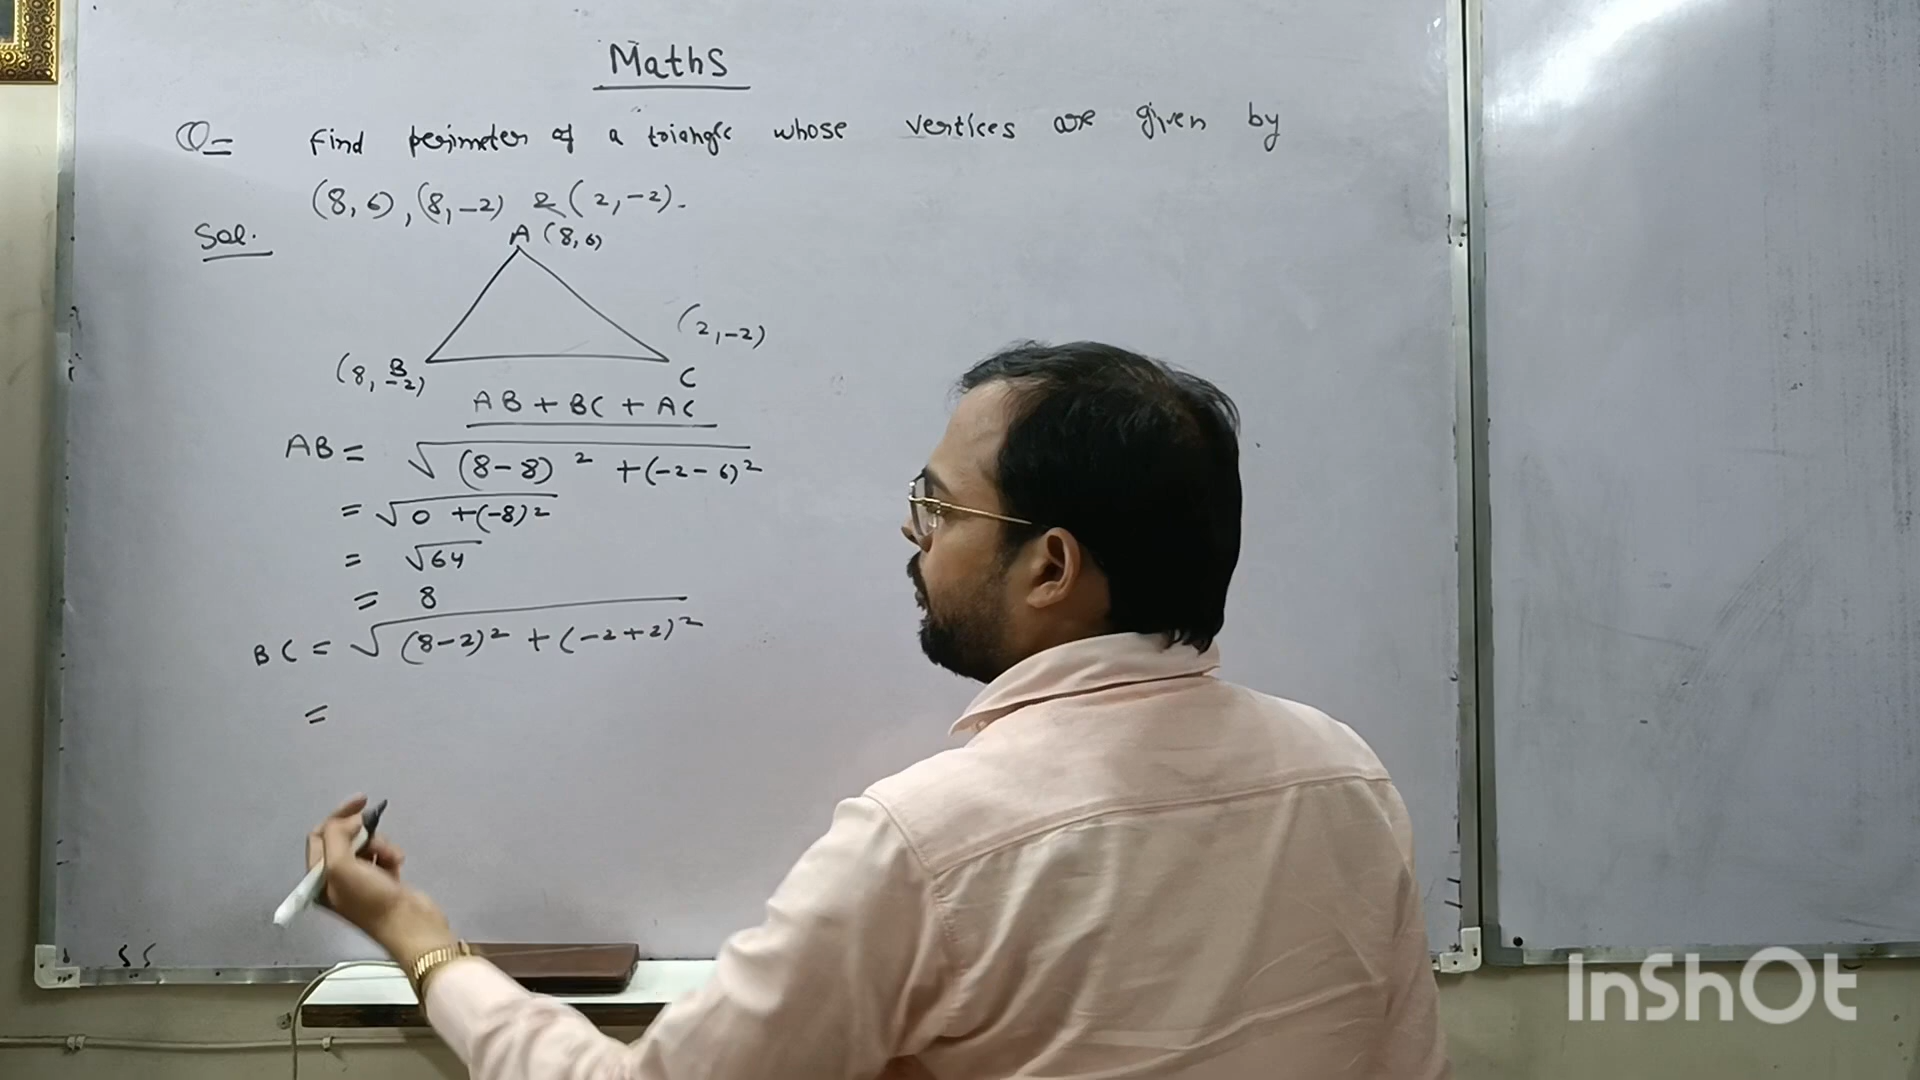 Maths
Q= Find perimeter of a triangle whose vertices are given by
(8,6), (8,-2) & (2,-2).
Sol.
A (8,6)
(2,-2)
(8,-2) B
C
AB + BC + AC
AB = √(8-8)² + (-2-6)²
= √0 + (-8)²
= √64
= 8
BC = √(8-2)² + (-2+2)²
=
InShOt